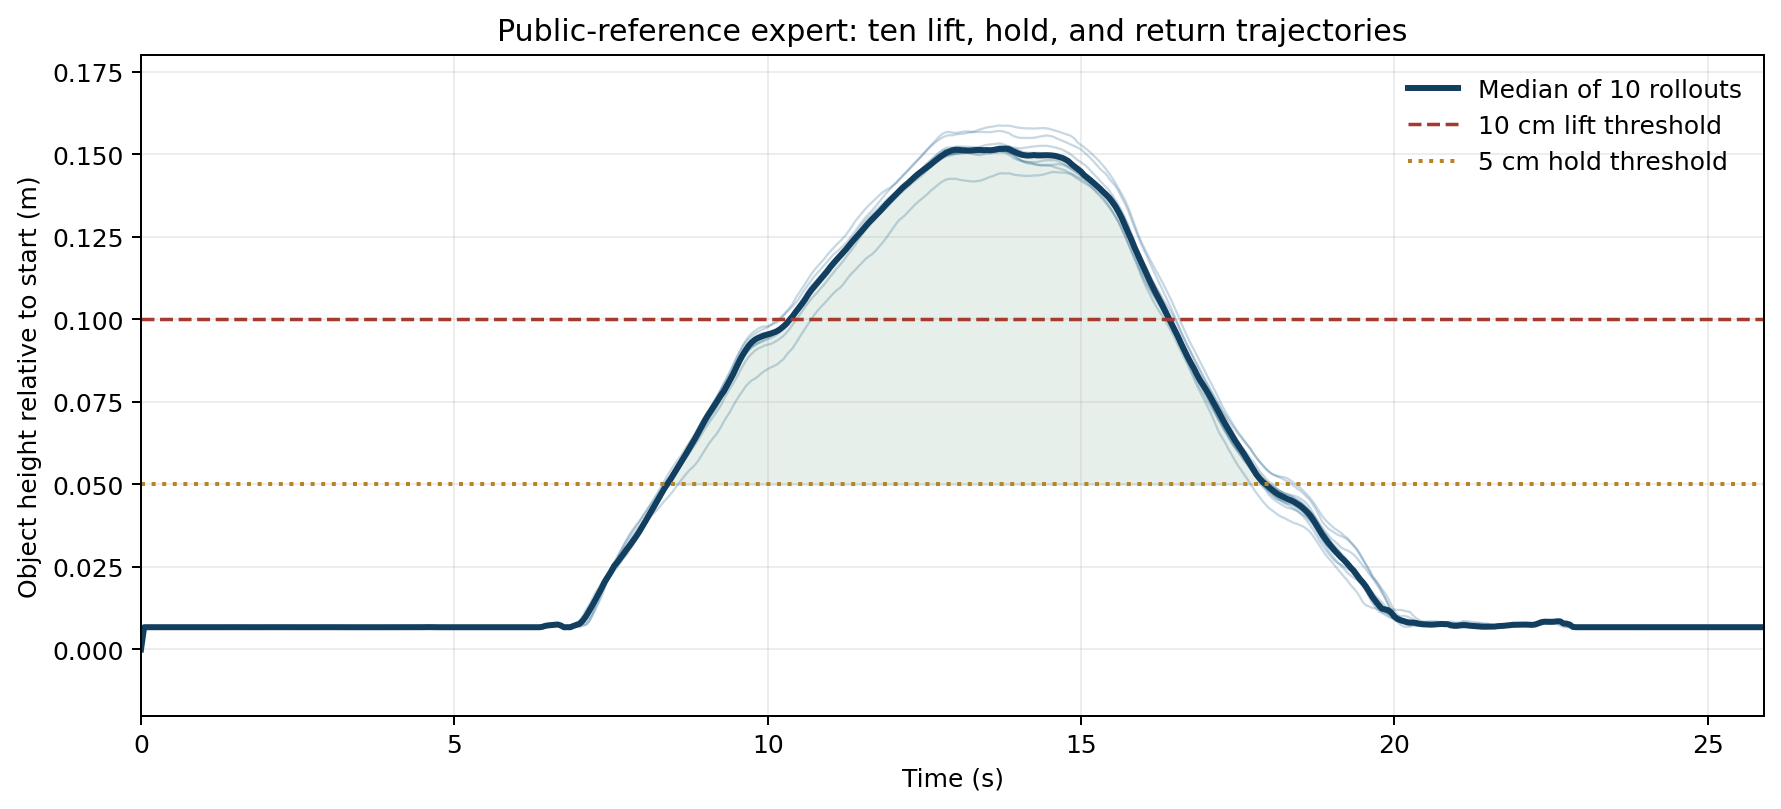 Public-reference expert: ten lift, hold, and return trajectories
Object height relative to start (m)
0.175
0.150
0.125
0.100
0.075
0.050
0.025
0.000
Median of 10 rollouts
10 cm lift threshold
5 cm hold threshold
0 5 10 15 20 25
Time (s)